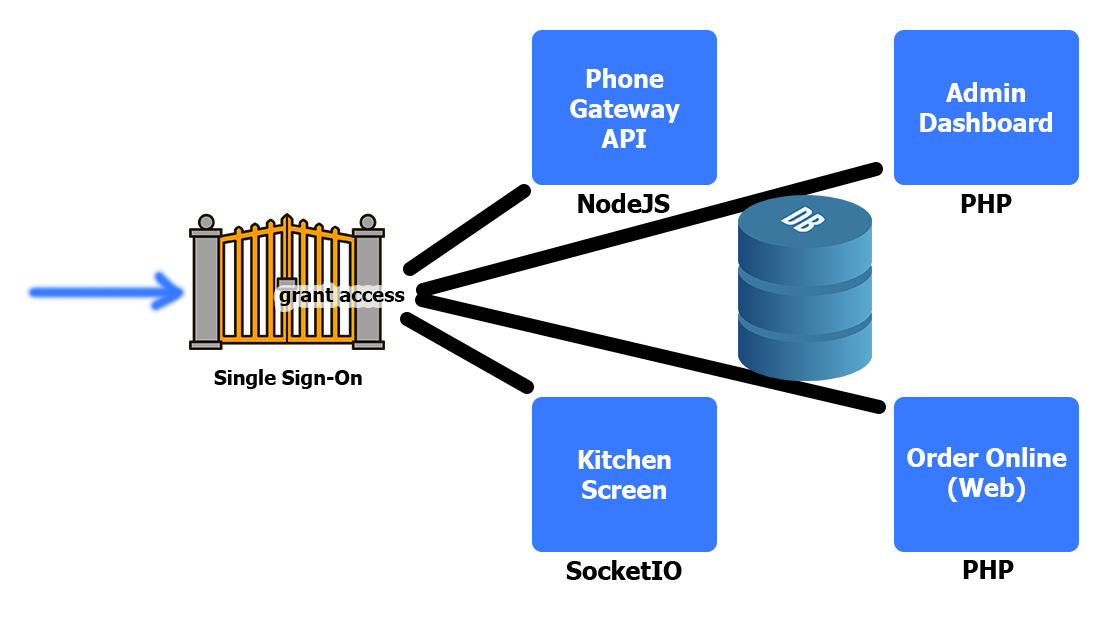 Phone
Gateway
API
NodeJS
Admin
Dashboard
PHP
DB
grant access
Single Sign-On
Kitchen
Screen
SocketIO
Order Online
(Web)
PHP